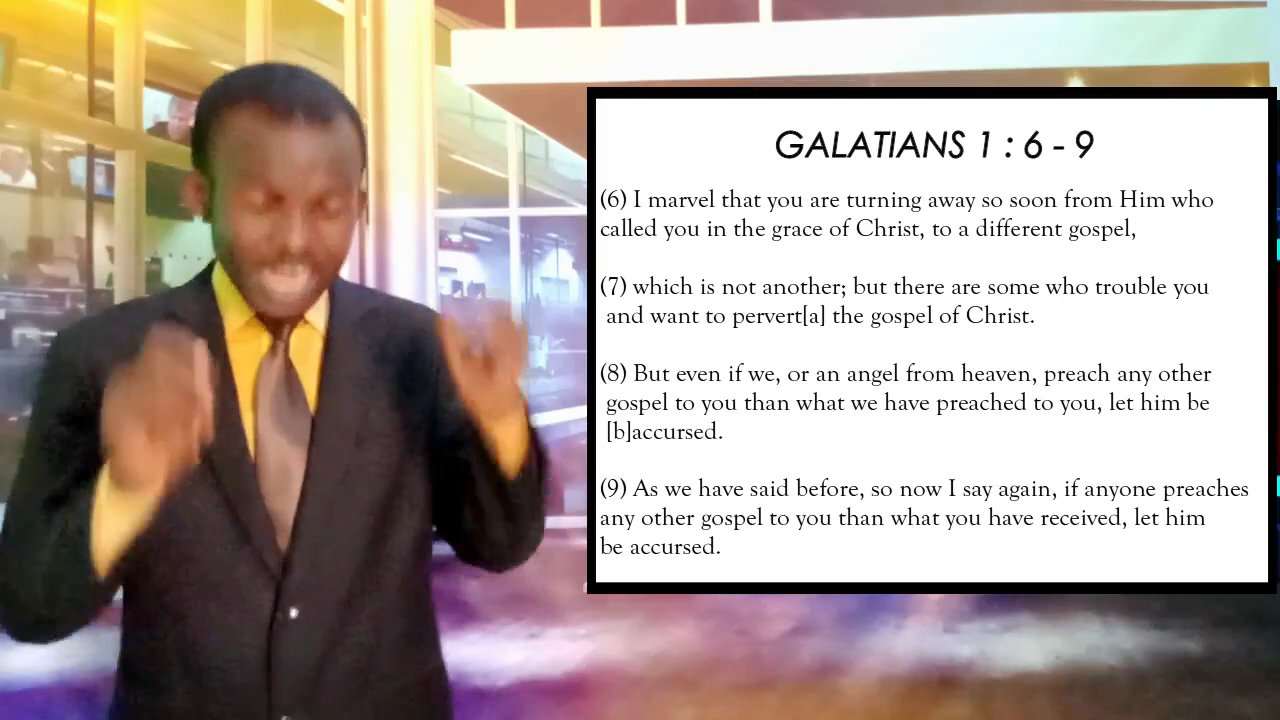 GALATIANS 1 : 6 - 9
(6) I marvel that you are turning away so soon from Him who
called you in the grace of Christ, to a different gospel,
(7) which is not another; but there are some who trouble you
and want to pervert[a] the gospel of Christ.
(8) But even if we, or an angel from heaven, preach any other
gospel to you than what we have preached to you, let him be
[b]accursed.
(9) As we have said before, so now I say again, if anyone preaches
any other gospel to you than what you have received, let him
be accursed.